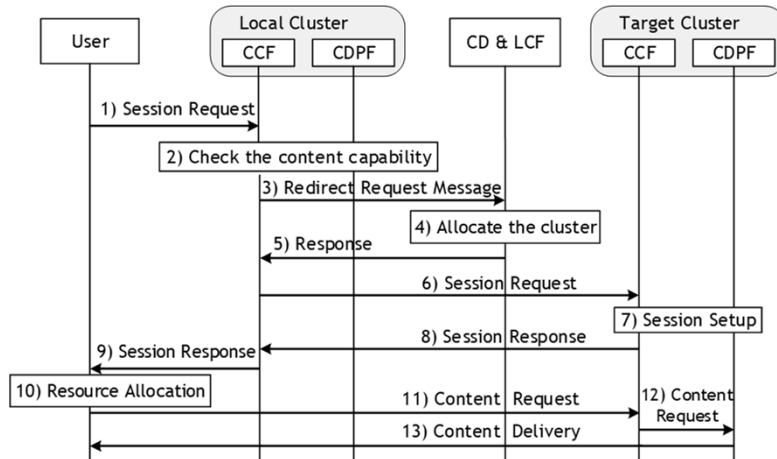 Local Cluster
Target Cluster
User
CCF
CDPF
CD & LCF
CCF
CDPF
1) Session Request
2) Check the content capability
3) Redirect Request Message
4) Allocate the cluster
5) Response
6) Session Request
7) Session Setup
8) Session Response
9) Session Response
10) Resource Allocation
11) Content Request
12) Content
Request
13) Content Delivery